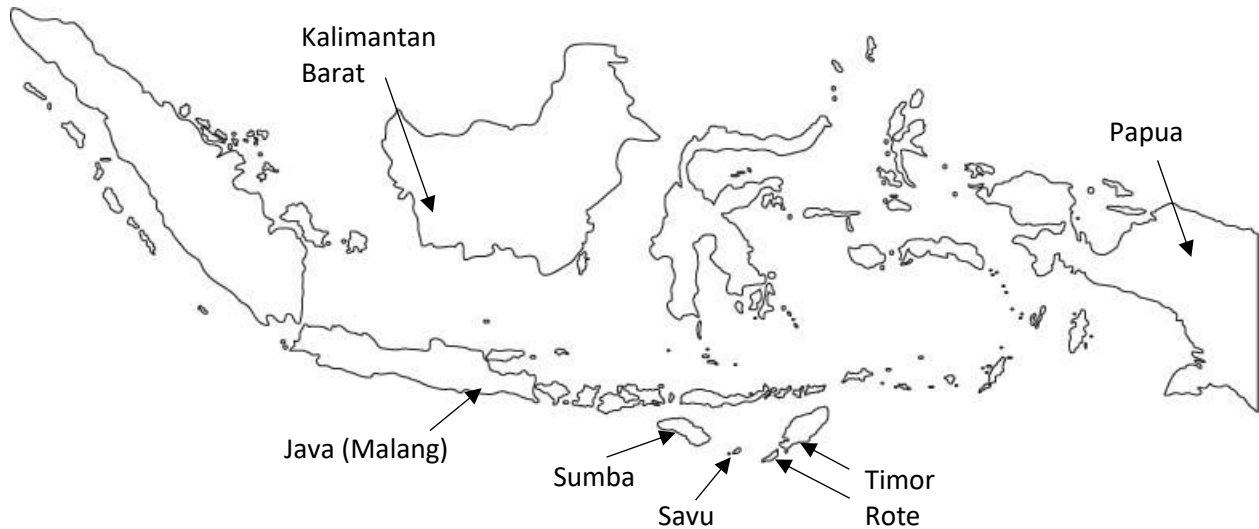 Kalimantan
Barat
Papua
Java (Malang)
Sumba
Savu
Timor
Rote